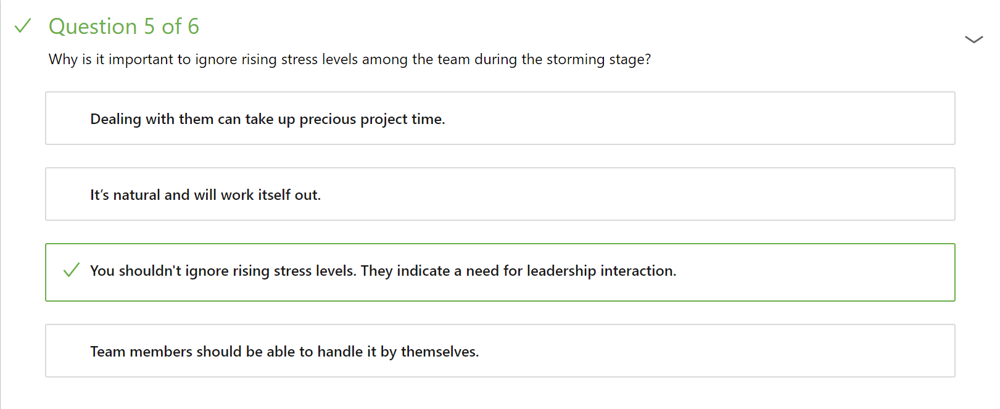 Question 5 of 6
Why is it important to ignore rising stress levels among the team during the storming stage?
Dealing with them can take up precious project time.
It’s natural and will work itself out.
You shouldn't ignore rising stress levels. They indicate a need for leadership interaction.
Team members should be able to handle it by themselves.